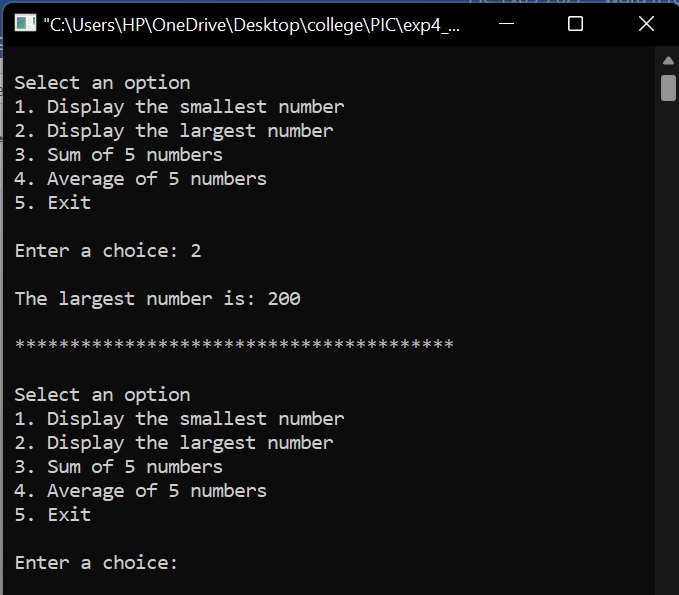 "C:\Users\HP\OneDrive\Desktop\college\PIC\exp4_...
Select an option
1. Display the smallest number
2. Display the largest number
3. Sum of 5 numbers
4. Average of 5 numbers
5. Exit
Enter a choice: 2
The largest number is: 200
****************************************
Select an option
1. Display the smallest number
2. Display the largest number
3. Sum of 5 numbers
4. Average of 5 numbers
5. Exit
Enter a choice: